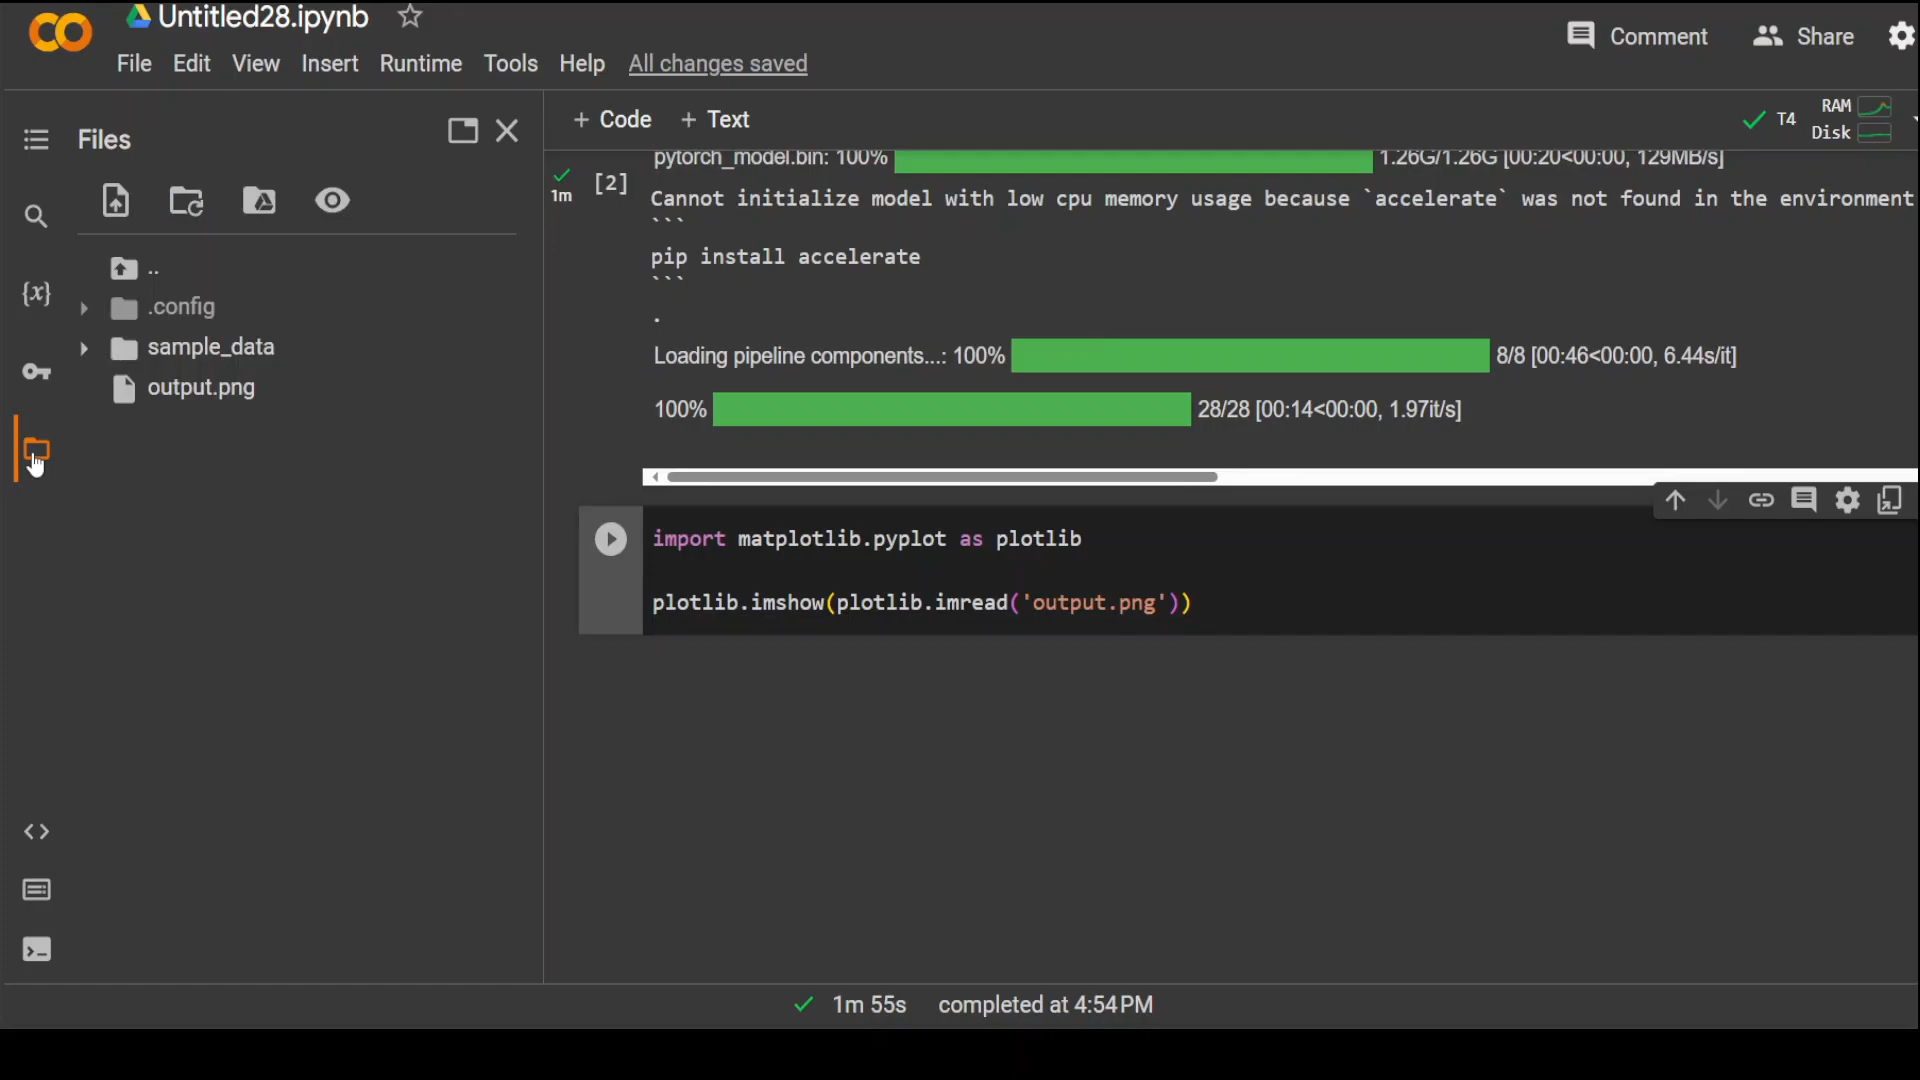 Untitled28.ipynb
File Edit View Insert Runtime Tools Help All changes saved
Comment Share
Files
+ Code + Text
T4 RAM
Disk
..
.config
sample_data
output.png
{x}
1m
[2]
pytorch_model.bin: 100% 1.26G/1.26G [00:20<00:00, 129MB/s]
Cannot initialize model with low cpu memory usage because `accelerate` was not found in the environment
```
pip install accelerate
```
.
Loading pipeline components...: 100% 8/8 [00:46<00:00, 6.44s/it]
100% 28/28 [00:14<00:00, 1.97it/s]
import matplotlib.pyplot as plotlib
plotlib.imshow(plotlib.imread('output.png'))
1m 55s completed at 4:54 PM